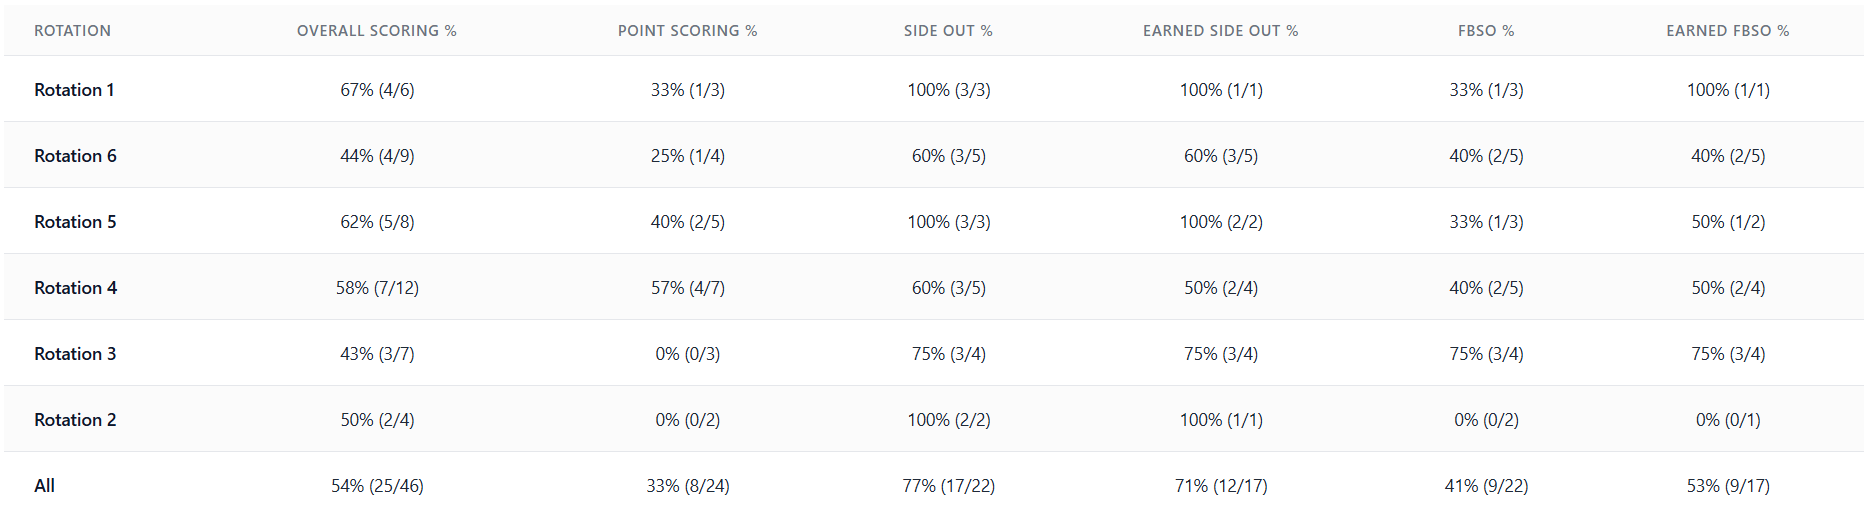 ROTATION OVERALL SCORING % POINT SCORING % SIDE OUT % EARNED SIDE OUT % FBSO % EARNED FBSO %
Rotation 1 67% (4/6) 33% (1/3) 100% (3/3) 100% (1/1) 33% (1/3) 100% (1/1)
Rotation 6 44% (4/9) 25% (1/4) 60% (3/5) 60% (3/5) 40% (2/5) 40% (2/5)
Rotation 5 62% (5/8) 40% (2/5) 100% (3/3) 100% (2/2) 33% (1/3) 50% (1/2)
Rotation 4 58% (7/12) 57% (4/7) 60% (3/5) 50% (2/4) 40% (2/5) 50% (2/4)
Rotation 3 43% (3/7) 0% (0/3) 75% (3/4) 75% (3/4) 75% (3/4) 75% (3/4)
Rotation 2 50% (2/4) 0% (0/2) 100% (2/2) 100% (1/1) 0% (0/2) 0% (0/1)
All 54% (25/46) 33% (8/24) 77% (17/22) 71% (12/17) 41% (9/22) 53% (9/17)